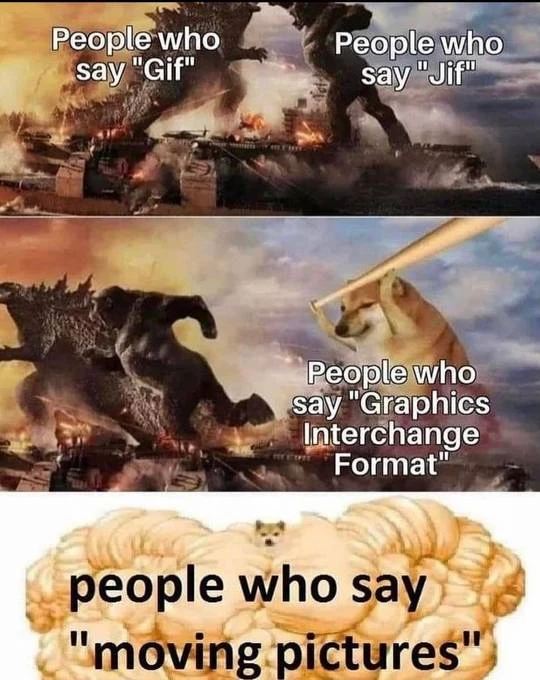 People who
say "Gif"
People who
say "Jif"
People who
say "Graphics
Interchange
Format"
people who say
"moving pictures"